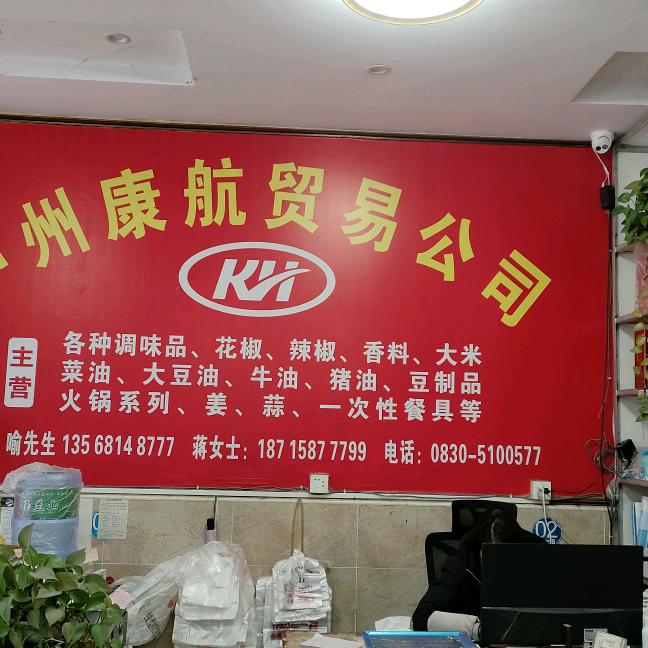 州康航贸易公司
KH
主营
各种调味品、花椒、辣椒、香料、大米
菜油、大豆油、牛油、猪油、豆制品
火锅系列、姜、蒜、一次性餐具等
喻先生 135 6814 8777 蒋女士：187 1587 7799 电话：0830-5100577
02